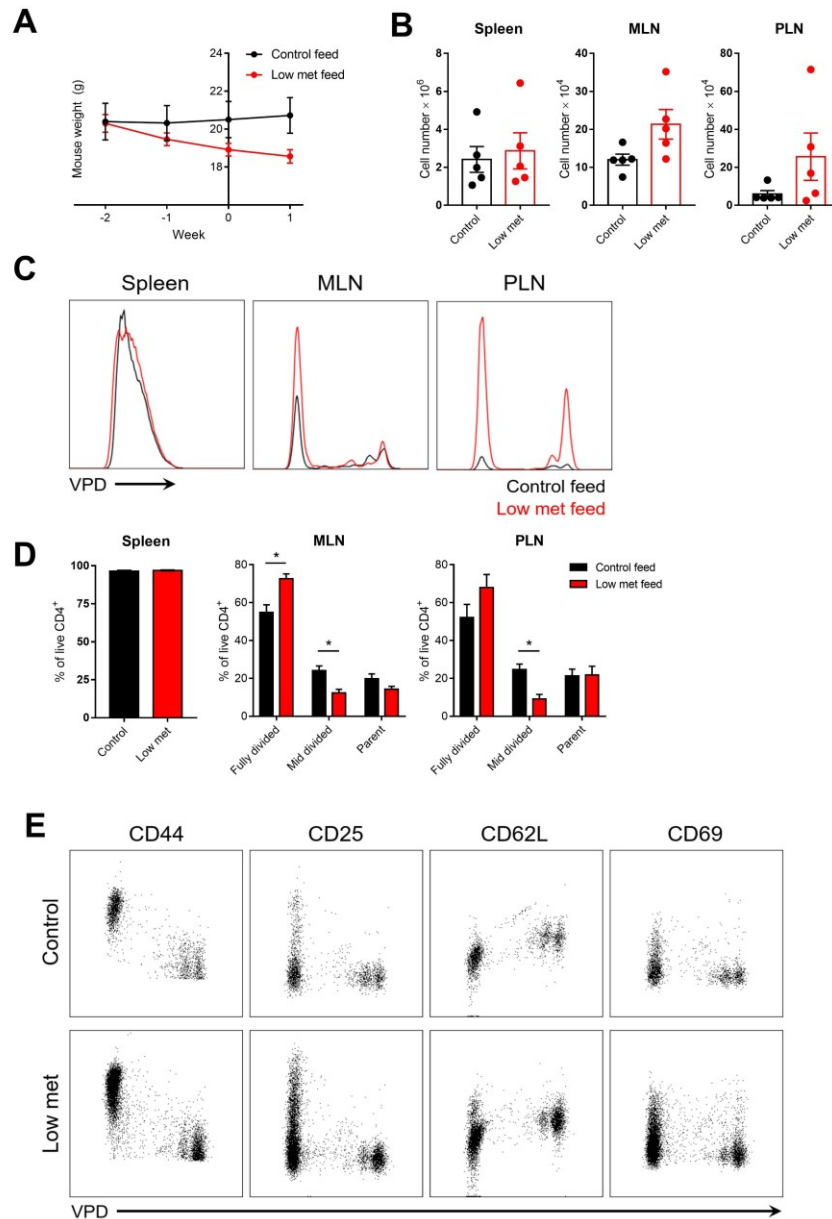 A
Mouse weight (g)
24
22
20
18
-2
-1
0
1
Week
Control feed
Low met feed
B
Spleen
Cell number × 10⁶
6
4
2
0
Control
Low met
MLN
Cell number × 10⁴
40
30
20
10
0
Control
Low met
PLN
Cell number × 10⁴
80
60
40
20
0
Control
Low met
C
Spleen
MLN
PLN
VPD
Control feed
Low met feed
D
Spleen
% of live CD4⁺
100
75
50
25
0
Control
Low met
MLN
% of live CD4⁺
80
60
40
20
0
*
*
Fully divided
Mid divided
Parent
PLN
% of live CD4⁺
80
60
40
20
0
*
Fully divided
Mid divided
Parent
Control feed
Low met feed
E
CD44
CD25
CD62L
CD69
Control
Low met
VPD